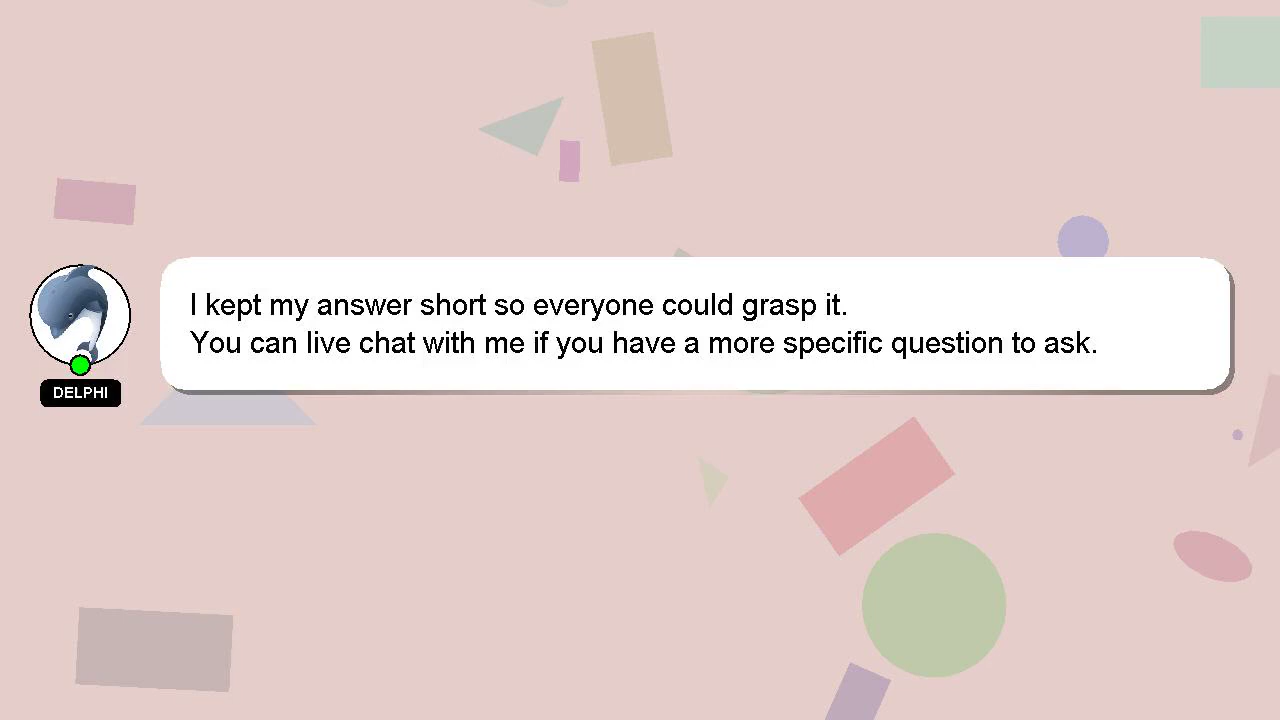 I kept my answer short so everyone could grasp it.
You can live chat with me if you have a more specific question to ask.
DELPHI